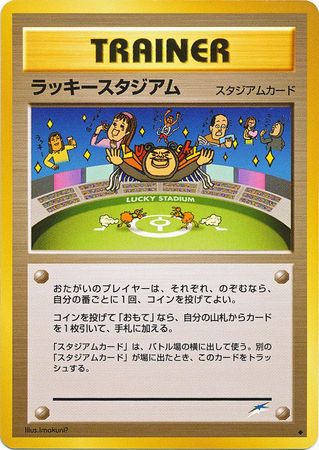 TRAINER
ラッキースタジアム
スタジアムカード
LUCKY STADIUM
おたがいのプレイヤーは、それぞれ、のぞむなら、
自分の番ごとに1回、コインを投げてよい。
コインを投げて「おもて」なら、自分の山札からカード
を1枚引いて、手札に加える。
「スタジアムカード」は、バトル場の横に出して使う。別の
「スタジアムカード」が場に出たとき、このカードをトラッ
シュする。
Illus.Imakuni?